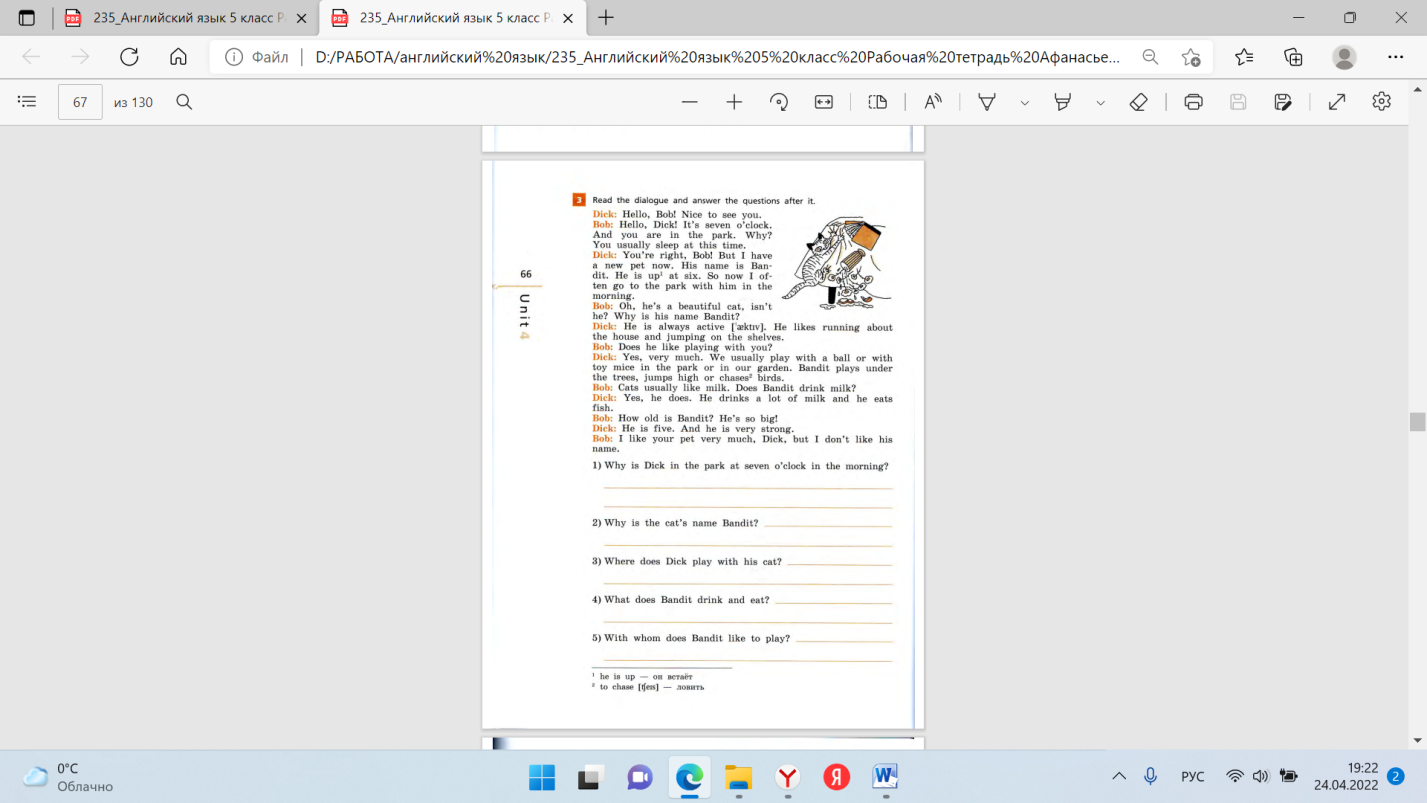 235_Английский язык 5 класс Р
235_Английский язык 5 класс Р
Файл
D:/РАБОТА/английский%20язык/235_Английский%20язык%205%20класс%20Рабочая%20тетрадь%20Афанасье...
67 из 130
3 Read the dialogue and answer the questions after it.
Dick: Hello, Bob! Nice to see you.
Bob: Hello, Dick! It's seven o'clock.
And you are in the park. Why?
You usually sleep at this time.
Dick: You're right, Bob! But I have
a new pet now. His name is Ban-
dit. He is up¹ at six. So now I of-
ten go to the park with him in the
morning.
Bob: Oh, he's a beautiful cat, isn't
he? Why is his name Bandit?
Dick: He is always active [ˈæktɪv]. He likes running about
the house and jumping on the shelves.
Bob: Does he like playing with you?
Dick: Yes, very much. We usually play with a ball or with
toy mice in the park or in our garden. Bandit plays under
the trees, jumps high or chases² birds.
Bob: Cats usually like milk. Does Bandit drink milk?
Dick: Yes, he does. He drinks a lot of milk and he eats
fish.
Bob: How old is Bandit? He's so big!
Dick: He is five. And he is very strong.
Bob: I like your pet very much, Dick, but I don't like his
name.
66
Unit 4
1) Why is Dick in the park at seven o'clock in the morning?
2) Why is the cat's name Bandit?
3) Where does Dick play with his cat?
4) What does Bandit drink and eat?
5) With whom does Bandit like to play?
¹ he is up — он встаёт
² to chase [tʃeɪs] — ловить
0°C
Облачно
РУС
19:22
24.04.2022
2